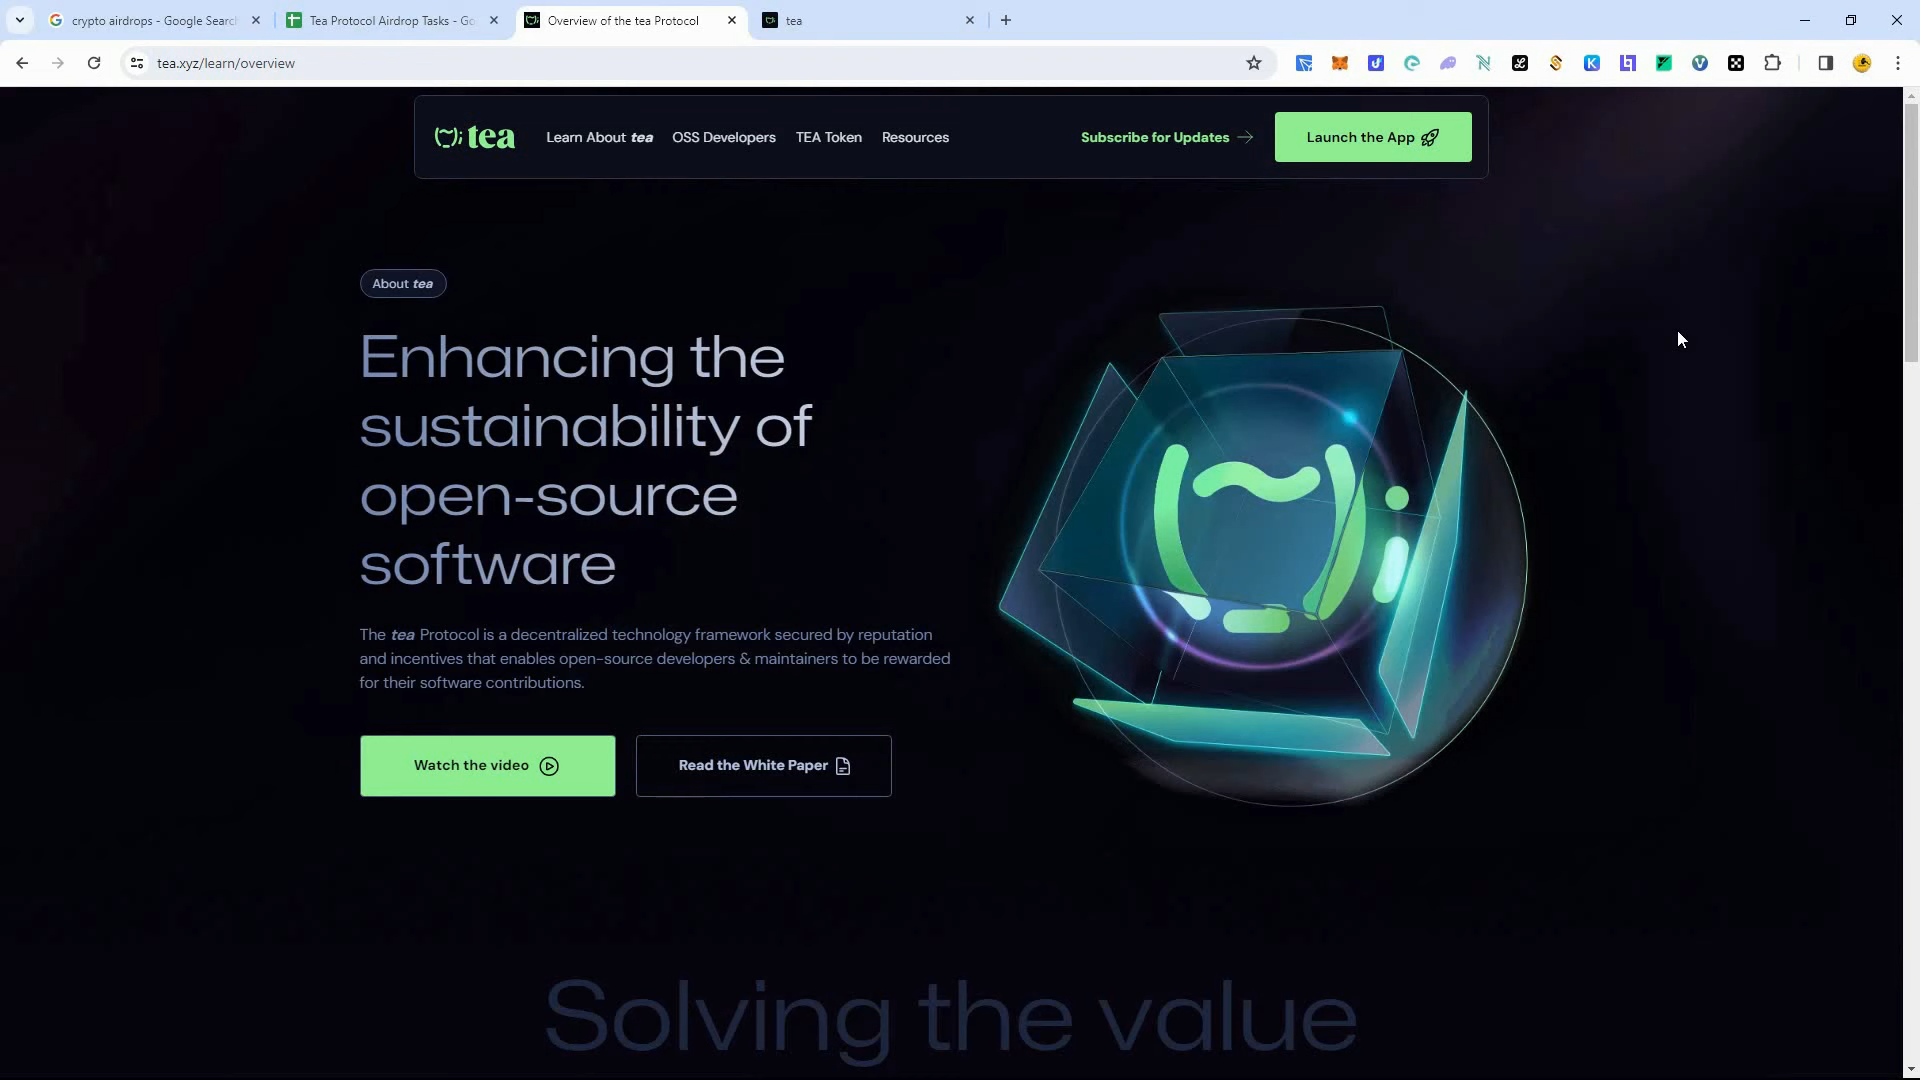 crypto airdrops - Google Searc
Tea Protocol Airdrop Tasks - Go
Overview of the tea Protocol
tea
tea.xyz/learn/overview
tea
Learn About tea
OSS Developers
TEA Token
Resources
Subscribe for Updates
Launch the App
About tea
Enhancing the
sustainability of
open-source
software
The tea Protocol is a decentralized technology framework secured by reputation
and incentives that enables open-source developers & maintainers to be rewarded
for their software contributions.
Watch the video
Read the White Paper
Solving the value